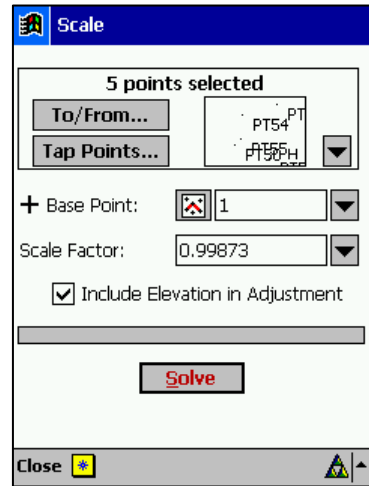 Scale
5 points selected
To/From...
PT
PT54
Tap Points...
+ Base Point: 1
Scale Factor: 0.99873
Include Elevation in Adjustment
Solve
Close